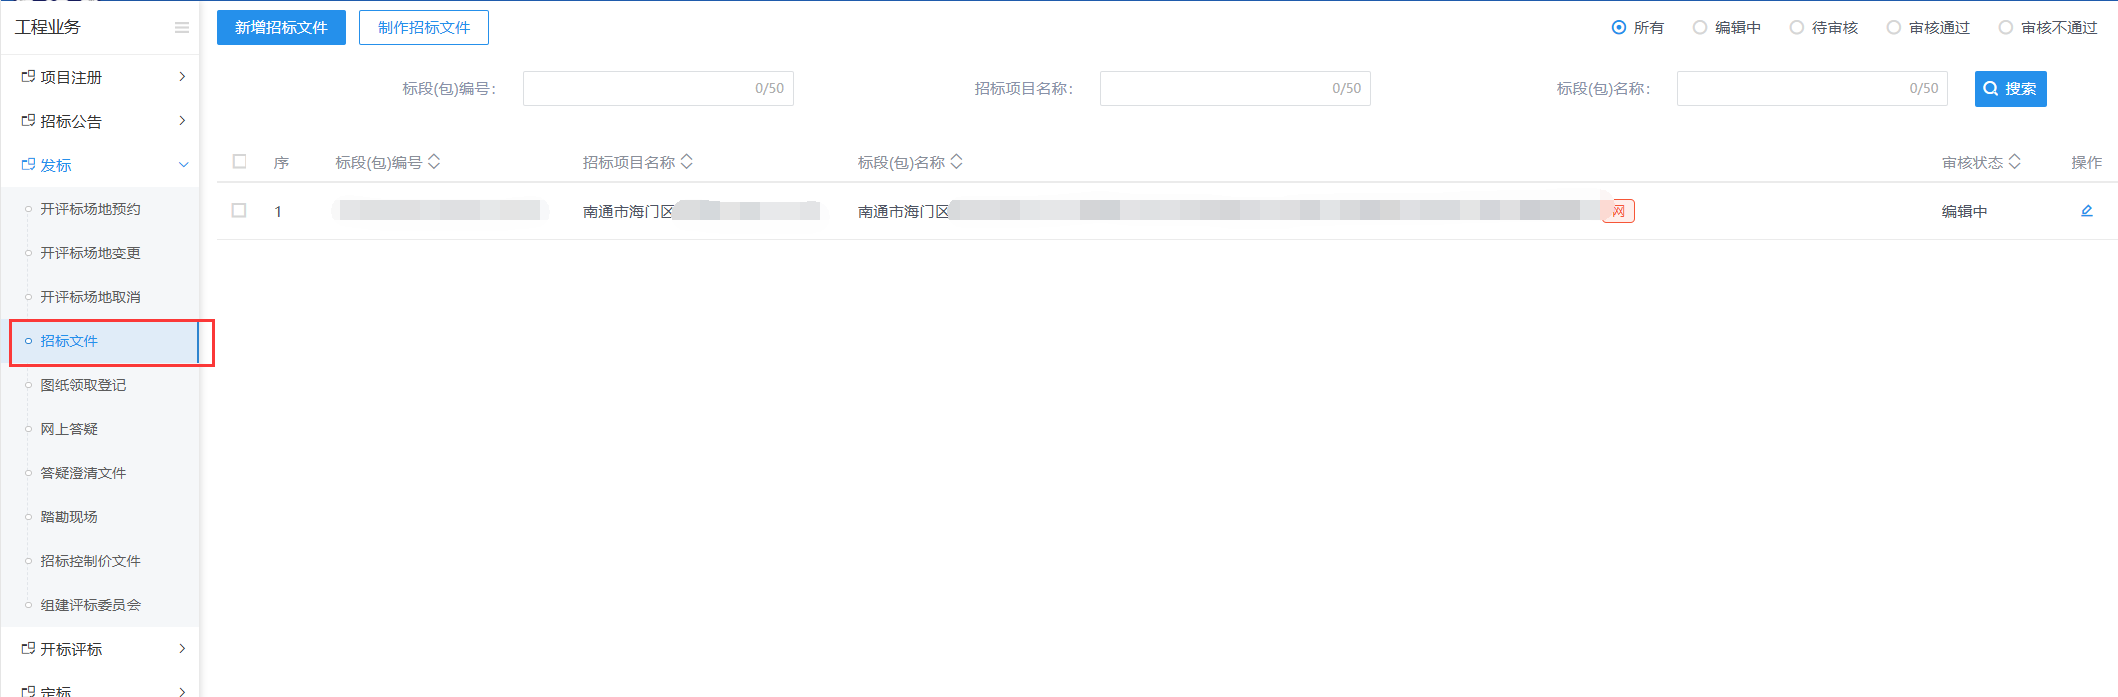 工程业务
项目注册
招标公告
发标
开评标场地预约
开评标场地变更
开评标场地取消
招标文件
图纸领取登记
网上答疑
答疑澄清文件
踏勘现场
招标控制价文件
组建评标委员会
开标评标
定标
新增招标文件 制作招标文件 所有 编辑中 待审核 审核通过 审核不通过
标段(包)编号： 0/50 招标项目名称： 0/50 标段(包)名称： 0/50 搜索
序 标段(包)编号 招标项目名称 标段(包)名称 审核状态 操作
1 南通市海门区 南通市海门区 网 编辑中